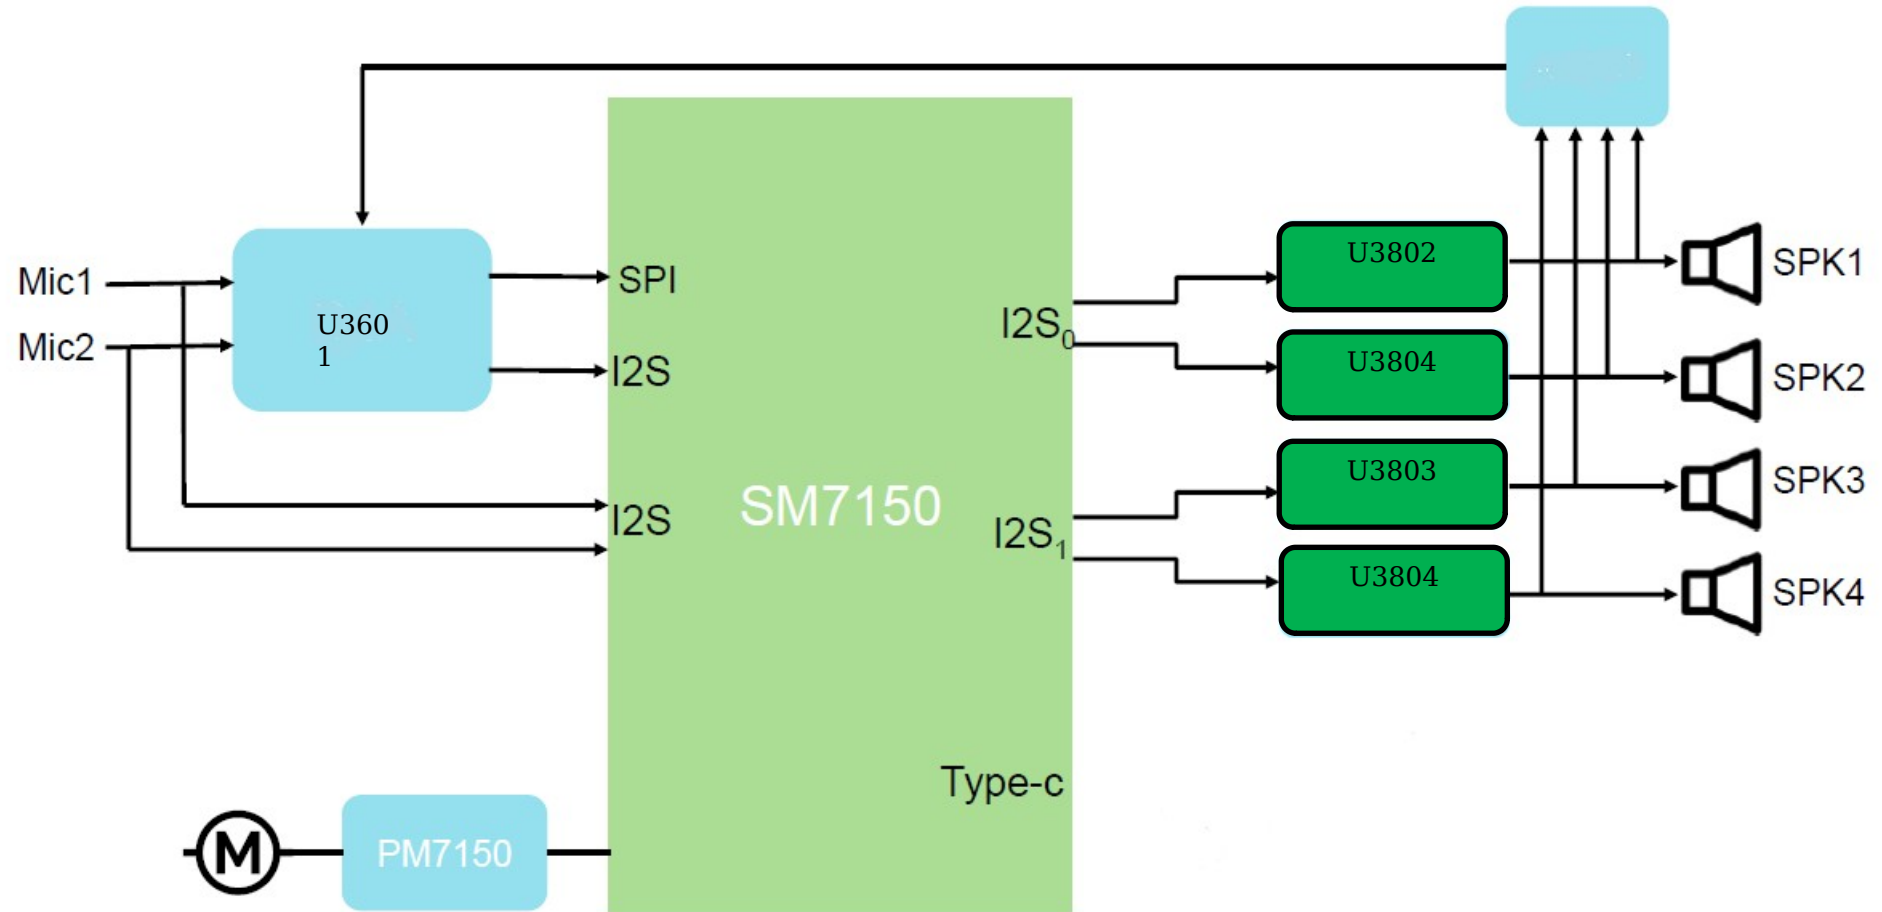 Mic1
Mic2
U360
1
SPI
I2S
I2S
SM7150
I2S0
I2S1
Type-c
U3802
U3804
U3803
U3804
SPK1
SPK2
SPK3
SPK4
M
PM7150